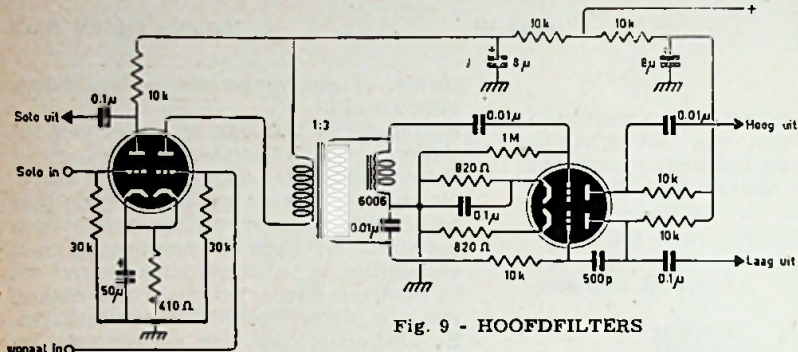 +
10k
10k
8µ
8µ
0.1µ
10k
Solo uit
1:3
0.01µ
0.01µ
Hoog uit
1M
Solo in
820 Ω
6006
10k
0.1µ
0.01µ
10k
30k
30k
820 Ω
50µ
410 Ω
10k
500p
0.1µ
Laag uit
Fig. 9 - HOOFDFILTERS